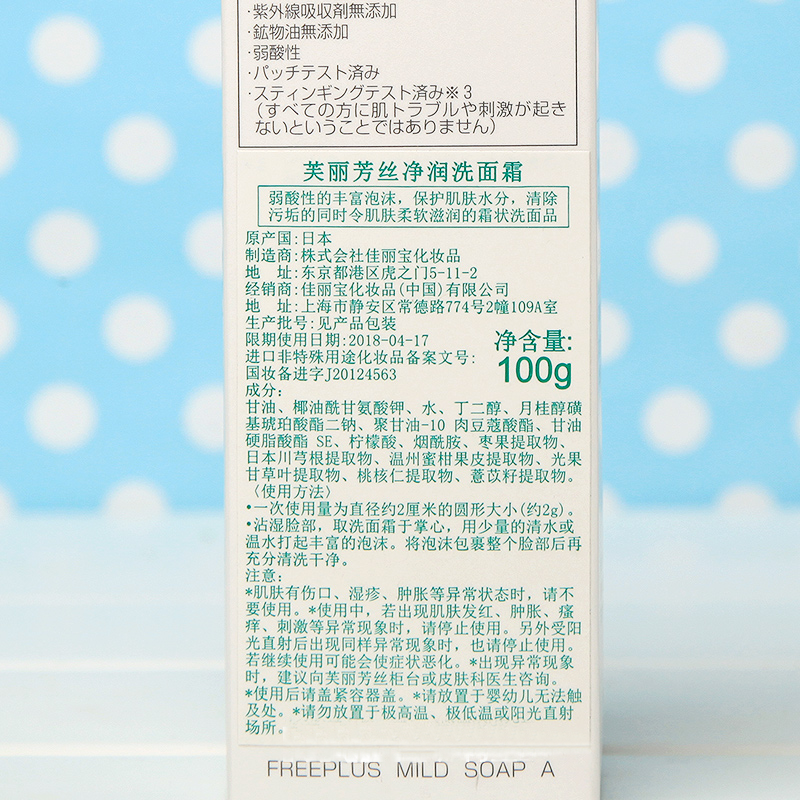 ·紫外線吸収剤無添加
·鉱物油無添加
·弱酸性
·パッチテスト済み
·スティンギングテスト済み※3
(すべての方に肌トラブルや刺激が起き
ないということではありません)
芙丽芳丝净润洗面霜
弱酸性的丰富泡沫，保护肌肤水分，清除
污垢的同时令肌肤柔软滋润的霜状洗面品
原产国:日本
制造商:株式会社佳丽宝化妆品
地 址:东京都港区虎之门5-11-2
经销商:佳丽宝化妆品(中国)有限公司
地 址:上海市静安区常德路774号2幢109A室
生产批号:见产品包装
限期使用日期:2018-04-17
进口非特殊用途化妆品备案文号:
国妆备进字J20124563
净含量:
100g
成分:
甘油、椰油酰甘氨酸钾、水、丁二醇、月桂醇磺
基琥珀酸酯二钠、聚甘油-10 肉豆蔻酸酯、甘油
硬脂酸酯 SE、柠檬酸、烟酰胺、枣果提取物、
日本川芎根提取物、温州蜜柑果皮提取物、光果
甘草叶提取物、桃核仁提取物、薏苡籽提取物。
〈使用方法〉
•一次使用量为直径约2厘米的圆形大小(约2g)。
•沾湿脸部，取洗面霜于掌心，用少量的清水或
温水打起丰富的泡沫。将泡沫包裹整个脸部后再
充分清洗干净。
注意:
*肌肤有伤口、湿疹、肿胀等异常状态时，请不
要使用。*使用中，若出现肌肤发红、肿胀、瘙
痒、刺激等异常现象时，请停止使用。另外受阳
光直射后出现同样异常现象时，也请停止使用。
若继续使用可能会使症状恶化。*出现异常现象
时，建议向芙丽芳丝柜台或皮肤科医生咨询。
*使用后请盖紧容器盖。*请放置于婴幼儿无法触
及处。*请勿放置于极高温、极低温或阳光直射
场所。
FREEPLUS MILD SOAP A